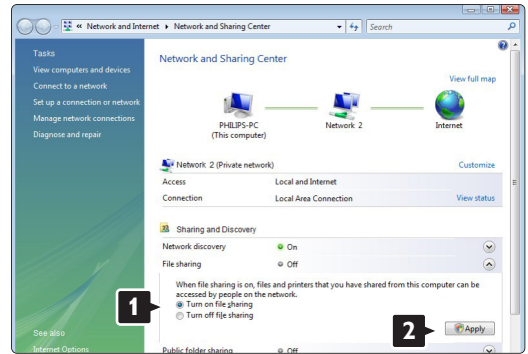 « Network and Internet ▸ Network and Sharing Center
Search
Tasks
View computers and devices
Connect to a network
Set up a connection or network
Manage network connections
Diagnose and repair
See also
Internet Options
Network and Sharing Center
View full map
PHILIPS-PC
(This computer)
Network 2
Internet
Network 2 (Private network)
Customize
Access Local and Internet
Connection Local Area Connection View status
Sharing and Discovery
Network discovery On
File sharing Off
When file sharing is on, files and printers that you have shared from this computer can be
accessed by people on the network.
1
Turn on file sharing
Turn off file sharing
2
Apply
Public folder sharing Off